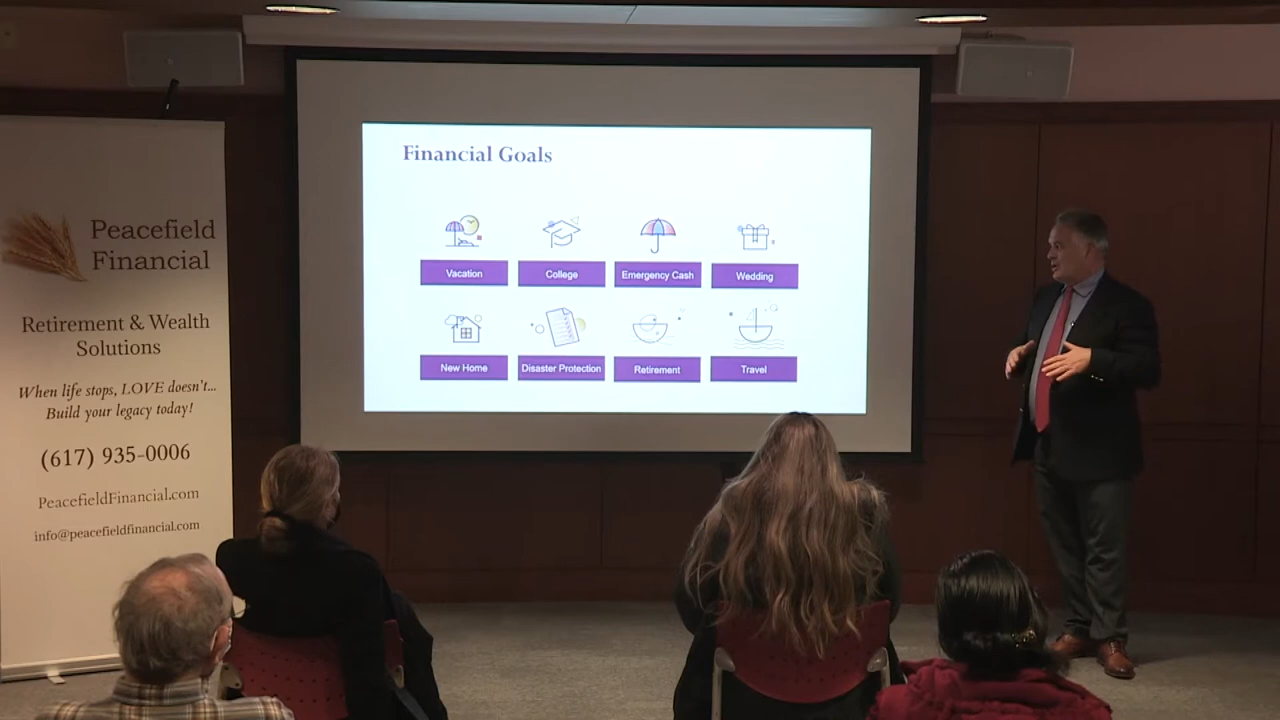 Peacefield
Financial
Retirement & Wealth
Solutions
When life stops, LOVE doesn't...
Build your legacy today!
(617) 935-0006
PeacefieldFinancial.com
info@peacefieldfinancial.com
Financial Goals
Vacation
College
Emergency Cash
Wedding
New Home
Disaster Protection
Retirement
Travel